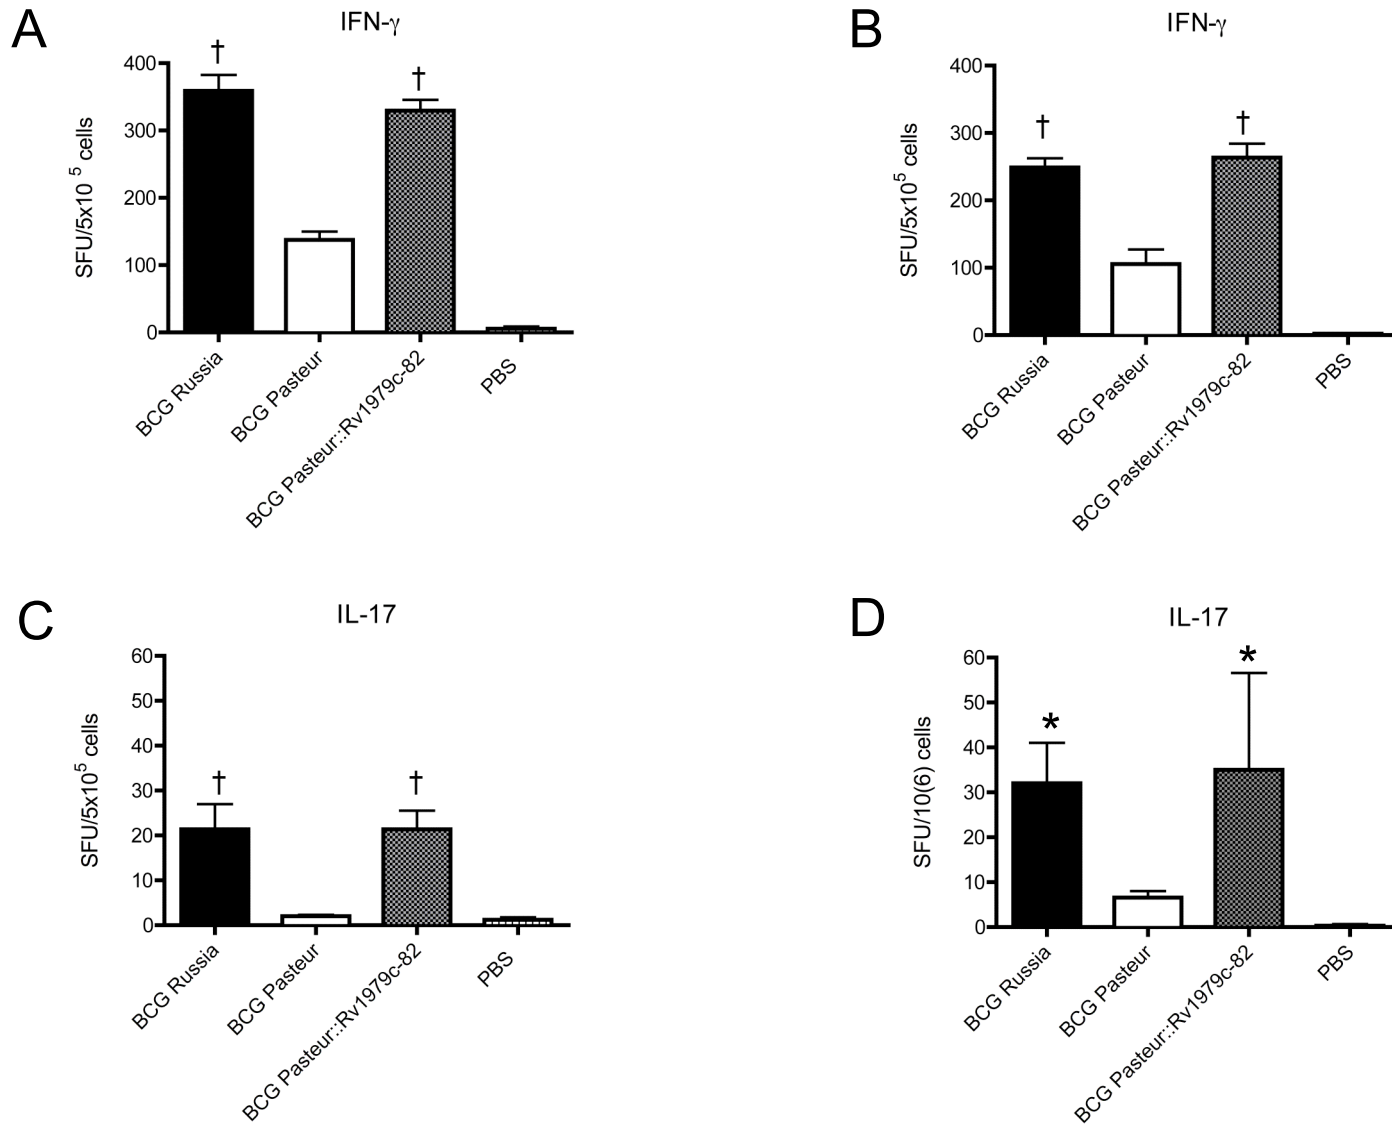 A
IFN-γ
†
†
400
300
200
100
0
SFU/5x10 5 cells
BCG Russia
BCG Pasteur
BCG Pasteur::Rv1979c-82
PBS
B
IFN-γ
†
†
400
300
200
100
0
SFU/5x10⁵ cells
BCG Russia
BCG Pasteur
BCG Pasteur::Rv1979c-82
PBS
C
IL-17
†
†
60
50
40
30
20
10
0
SFU/5x10⁵ cells
BCG Russia
BCG Pasteur
BCG Pasteur::Rv1979c-82
PBS
D
IL-17
*
*
60
50
40
30
20
10
0
SFU/10(6) cells
BCG Russia
BCG Pasteur
BCG Pasteur::Rv1979c-82
PBS